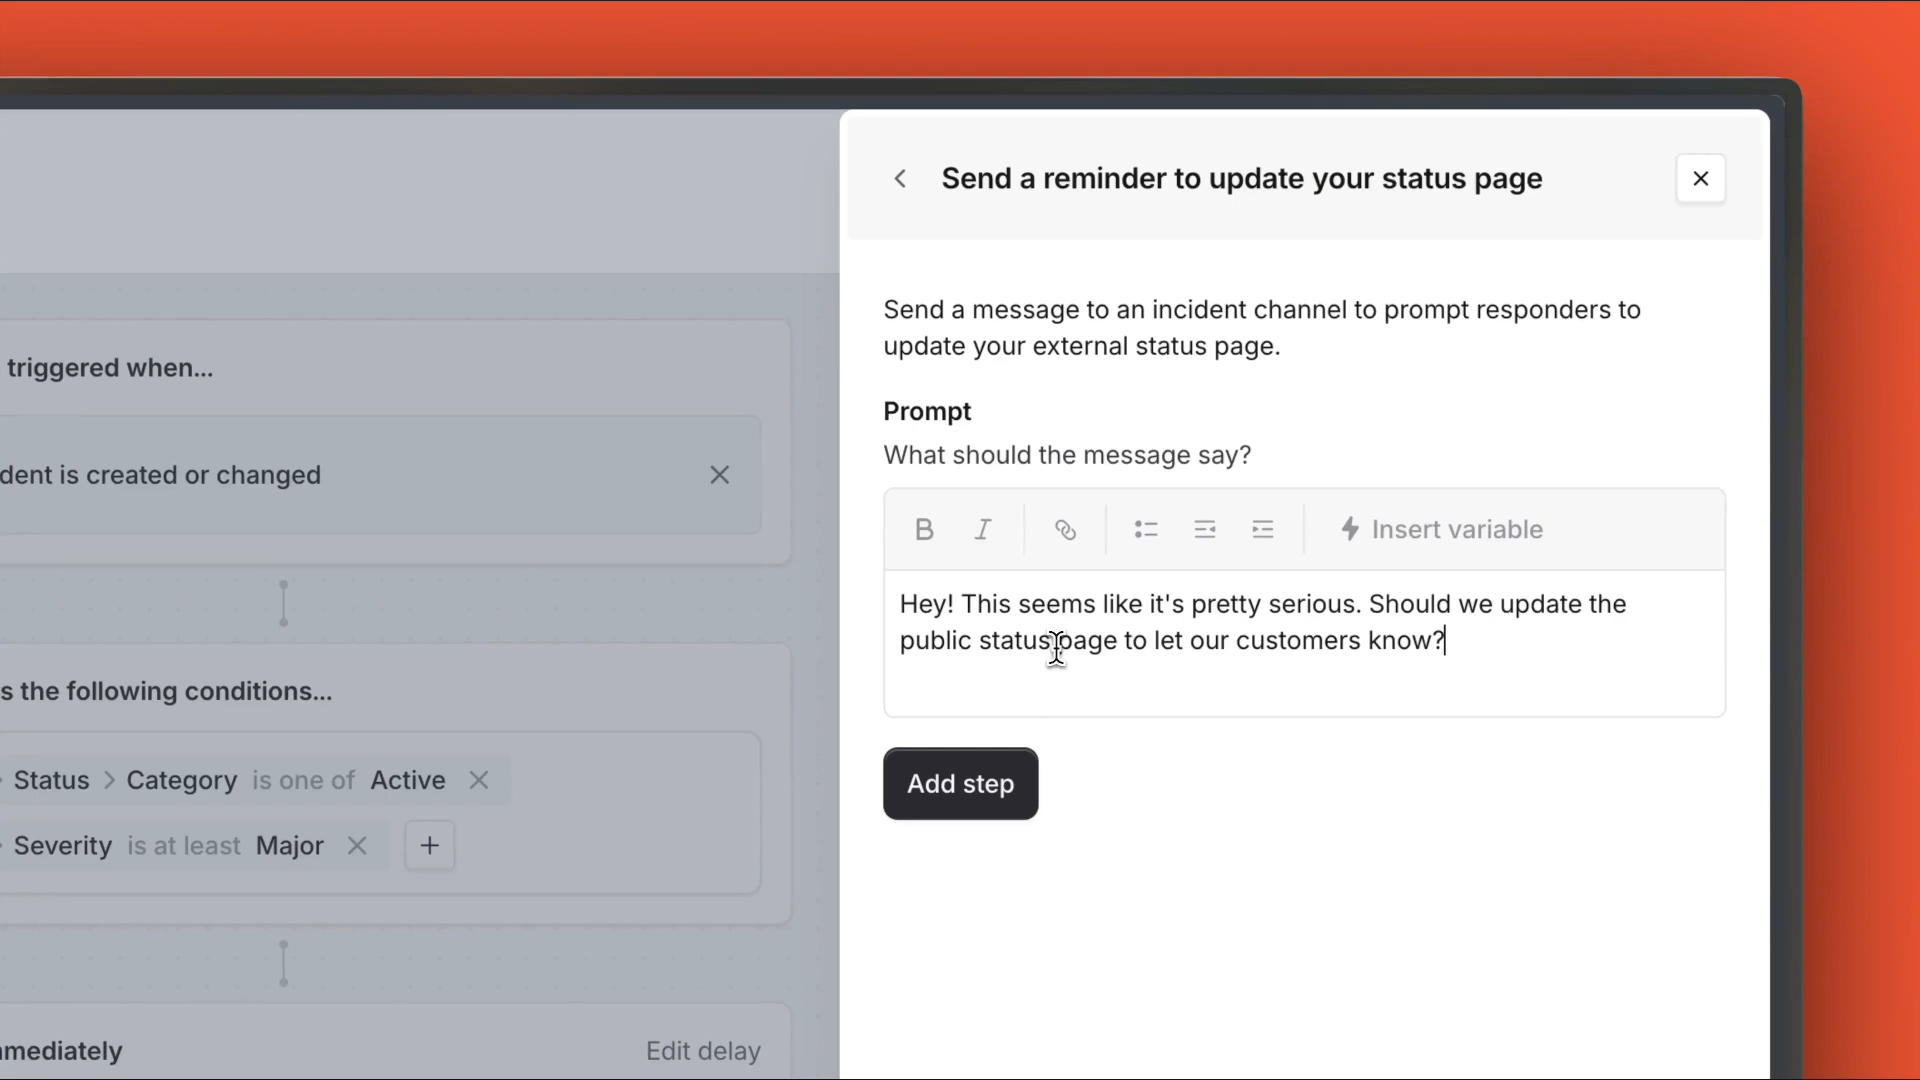 Send a reminder to update your status page
Send a message to an incident channel to prompt responders to
update your external status page.
Prompt
What should the message say?
B I Insert variable
Hey! This seems like it's pretty serious. Should we update the
public status page to let our customers know?
Add step
triggered when...
dent is created or changed
s the following conditions...
Status > Category is one of Active
Severity is at least Major
mediately
Edit delay